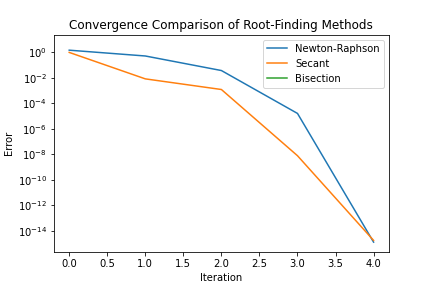 Convergence Comparison of Root-Finding Methods
Newton-Raphson
Secant
Bisection
10^0
10^-2
10^-4
10^-6
10^-8
10^-10
10^-12
10^-14
Error
0.0 0.5 1.0 1.5 2.0 2.5 3.0 3.5 4.0
Iteration